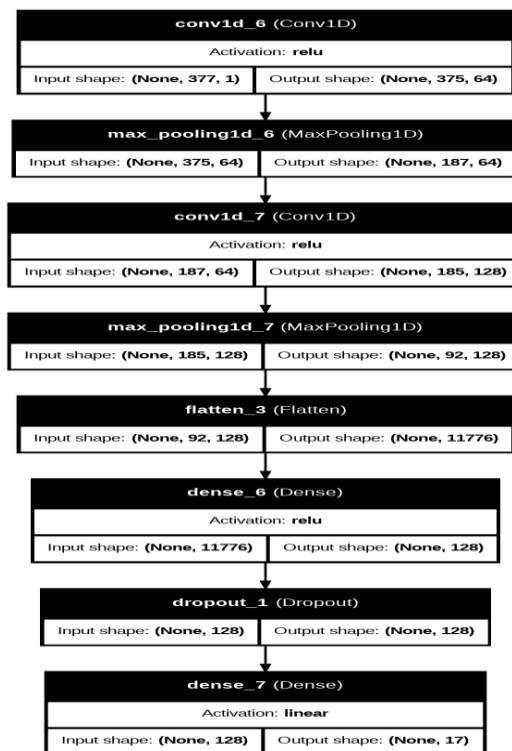 conv1d_6 (Conv1D)
Activation: relu
Input shape: (None, 377, 1) Output shape: (None, 375, 64)
max_pooling1d_6 (MaxPooling1D)
Input shape: (None, 375, 64) Output shape: (None, 187, 64)
conv1d_7 (Conv1D)
Activation: relu
Input shape: (None, 187, 64) Output shape: (None, 185, 128)
max_pooling1d_7 (MaxPooling1D)
Input shape: (None, 185, 128) Output shape: (None, 92, 128)
flatten_3 (Flatten)
Input shape: (None, 92, 128) Output shape: (None, 11776)
dense_6 (Dense)
Activation: relu
Input shape: (None, 11776) Output shape: (None, 128)
dropout_1 (Dropout)
Input shape: (None, 128) Output shape: (None, 128)
dense_7 (Dense)
Activation: linear
Input shape: (None, 128) Output shape: (None, 17)